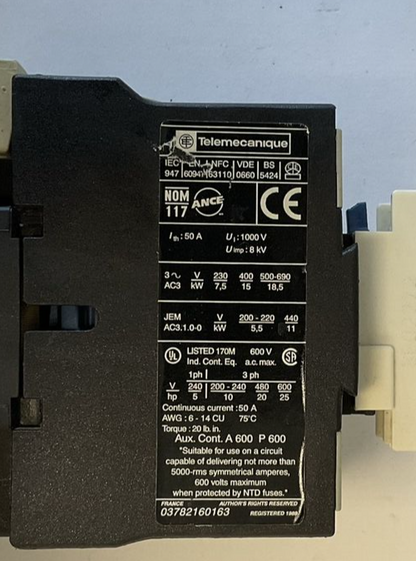 Telemecanique
IEC EN NFC VDE BS
947 6094 63110 0660 5424
NOM ANCE CE
117
Ith : 50 A Ui : 1000 V
Uimp : 8 kV
3~ V 230 400 500-690
AC3 kW 7,5 15 18,5
JEM V 200 - 220 440
AC3.1.0-0 kW 5,5 11
UL LISTED 170M 600 V SA
Ind. Cont. Eq. a.c. max.
1ph 3 ph
V 240 200 - 240 480 600
hp 5 10 20 25
Continuous current : 50 A
AWG : 6 - 14 CU 75°C
Torque : 20 lb. in.
Aux. Cont. A 600 P 600
"Suitable for use on a circuit
capable of delivering not more than
5000-rms symmetrical amperes,
600 volts maximum
when protected by NTD fuses."
FRANCE AUTHOR'S RIGHTS RESERVED
03782160163 REGISTERED